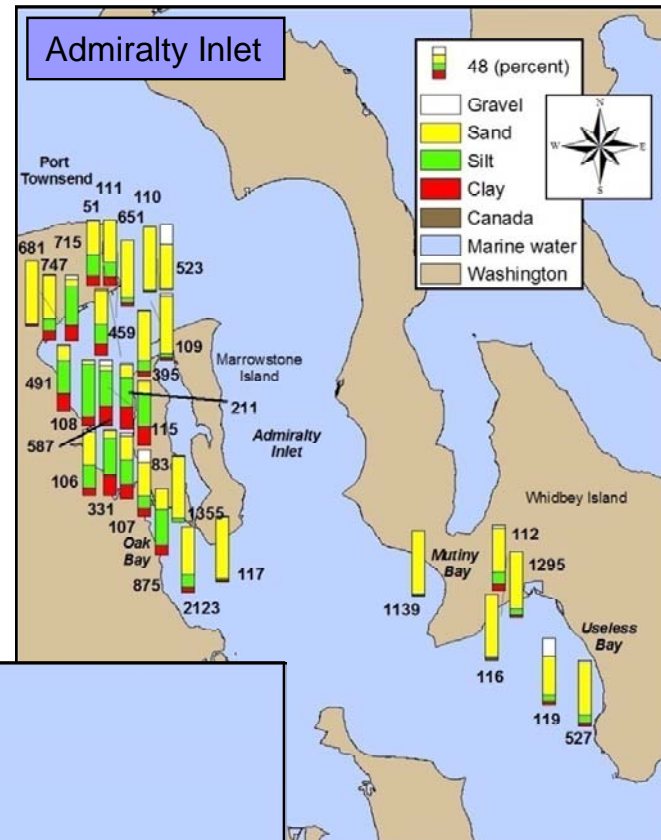 Admiralty Inlet
48 (percent)
Gravel
Sand
Silt
Clay
Canada
Marine water
Washington
N
W
E
S
Port
Townsend
111
110
51
651
681
715
747
523
459
109
395
Marrowstone
Island
491
211
108
115
587
Admiralty
Inlet
83
106
331
1355
107
Oak
Bay
117
875
2123
Whidbey Island
112
Mutiny
Bay
1295
1139
Useless
Bay
116
119
527